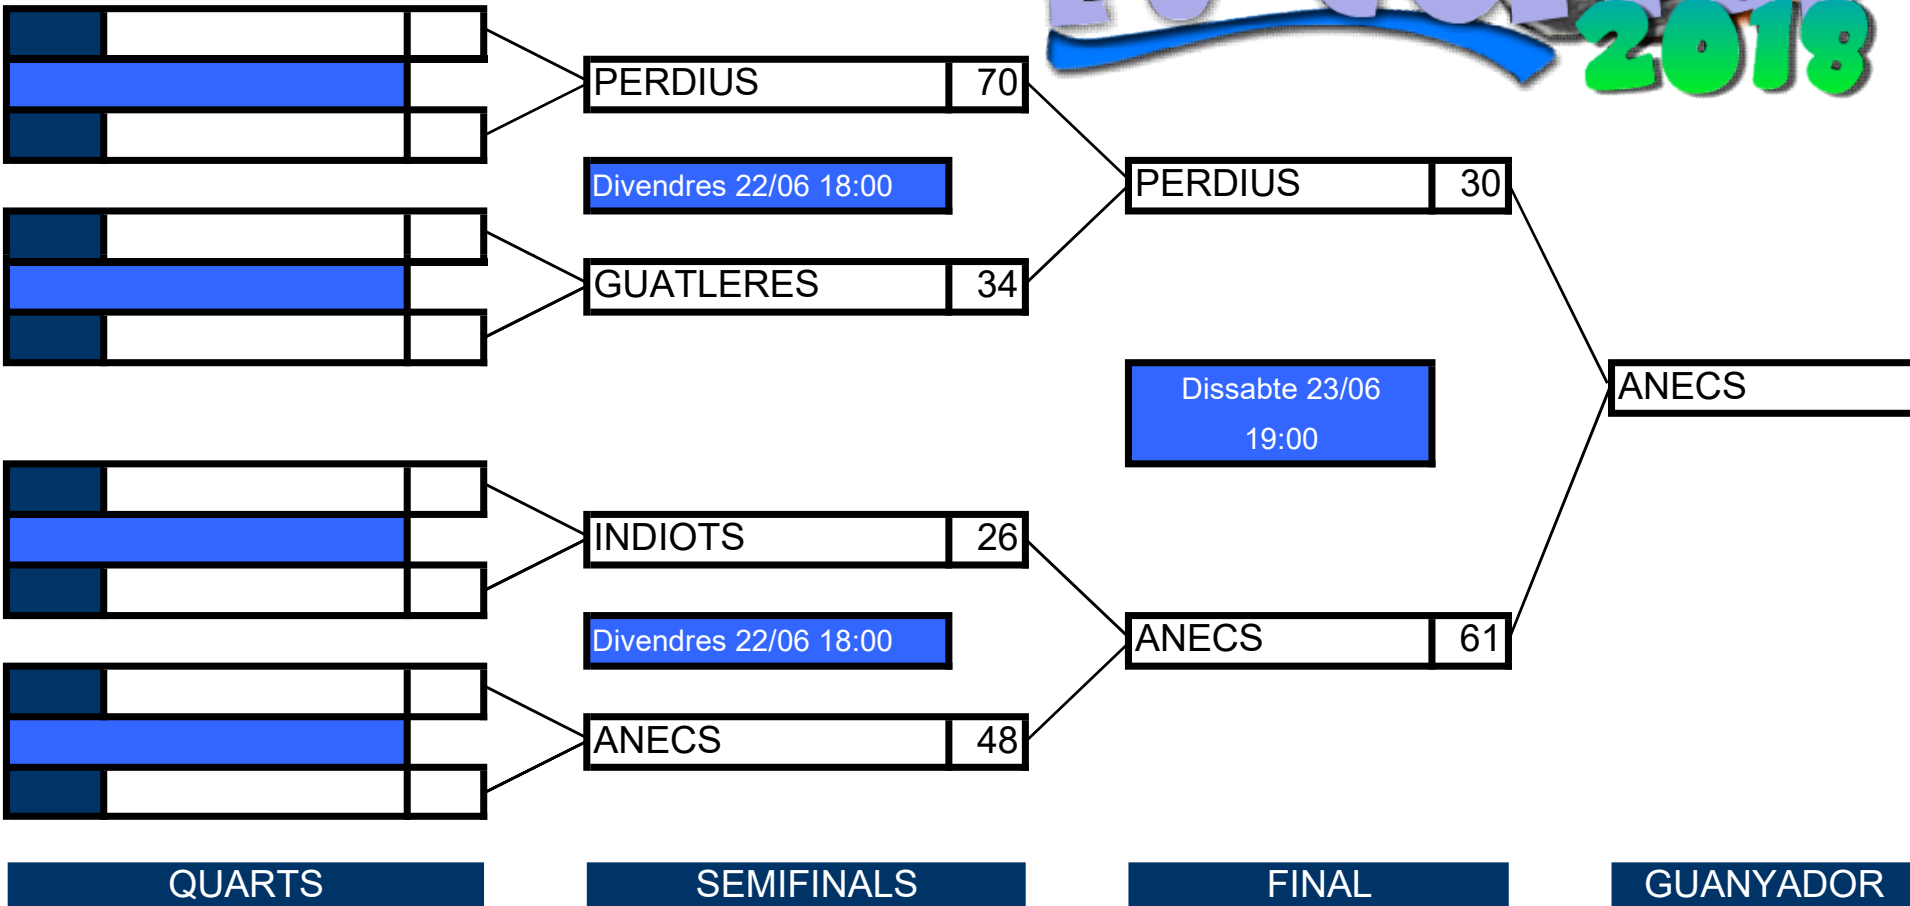 2018
PERDIUS 70
Divendres 22/06 18:00
PERDIUS 30
GUATLERES 34
Dissabte 23/06
19:00
ANECS
INDIOTS 26
Divendres 22/06 18:00
ANECS 61
ANECS 48
QUARTS SEMIFINALS FINAL GUANYADOR